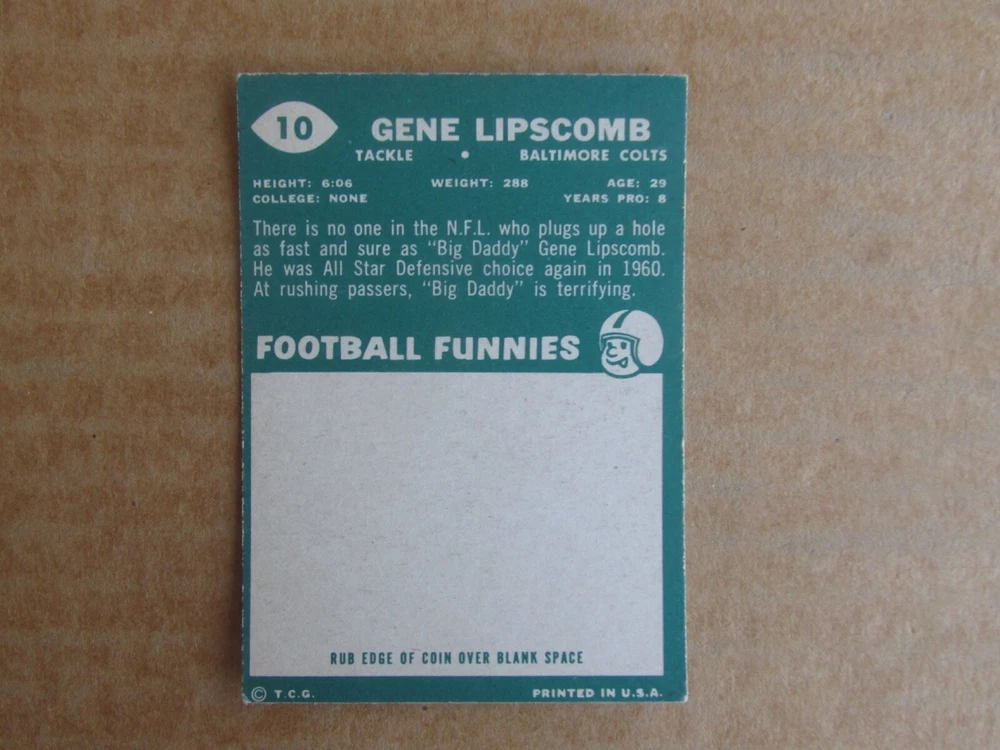 10 GENE LIPSCOMB
TACKLE • BALTIMORE COLTS
HEIGHT: 6:06 WEIGHT: 288 AGE: 29
COLLEGE: NONE YEARS PRO: 8
There is no one in the N.F.L. who plugs up a hole
as fast and sure as "Big Daddy" Gene Lipscomb.
He was All Star Defensive choice again in 1960.
At rushing passers, "Big Daddy" is terrifying.
FOOTBALL FUNNIES
RUB EDGE OF COIN OVER BLANK SPACE
© T.C.G. PRINTED IN U.S.A.